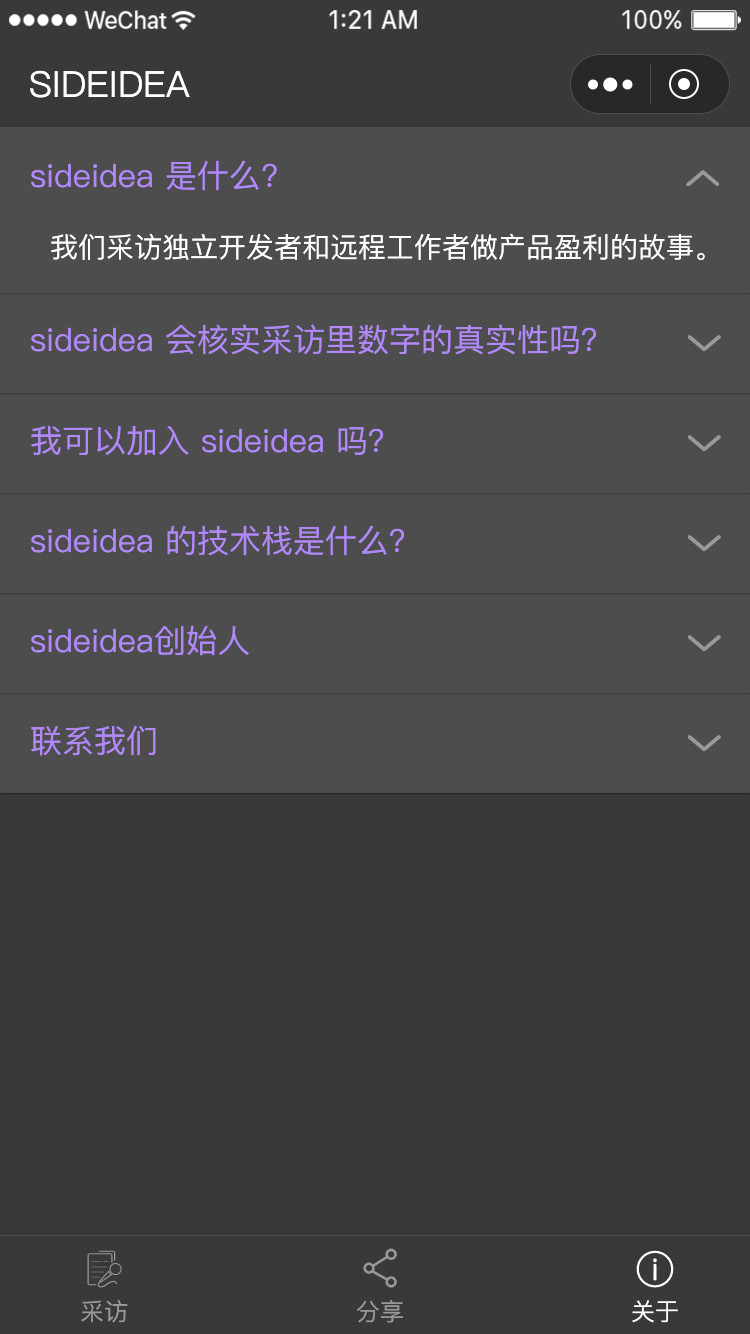 WeChat
1:21 AM
100%
SIDEIDEA
sideidea 是什么?
我们采访独立开发者和远程工作者做产品盈利的故事。
sideidea 会核实采访里数字的真实性吗?
我可以加入 sideidea 吗?
sideidea 的技术栈是什么?
sideidea创始人
联系我们
采访
分享
关于